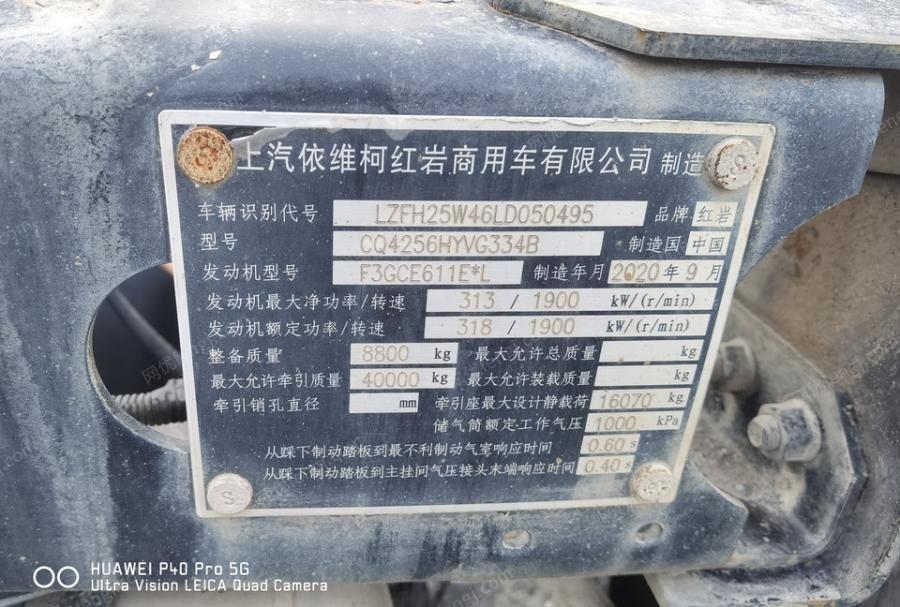 上汽依维柯红岩商用车有限公司 制造
车辆识别代号 LZFH25W46LD050495 品牌 红岩
型号 CQ4256HYVG334B 制造国 中国
发动机型号 F3GCE611E*L 制造年月 2020年9月
发动机最大净功率/转速 313 / 1900 kW/(r/min)
发动机额定功率/转速 318 / 1900 kW/(r/min)
整备质量 8800 kg 最大允许总质量 kg
最大允许牵引质量 40000 kg 最大允许装载质量 kg
牵引销孔直径 mm 牵引座最大设计静载荷 16070 kg
储气筒额定工作气压 1000 kPa
从踩下制动踏板到最不利制动气室响应时间 0.60 s
从踩下制动踏板到主挂间气压接头末端响应时间 0.40 s
HUAWEI P40 Pro 5G
Ultra Vision LEICA Quad Camera